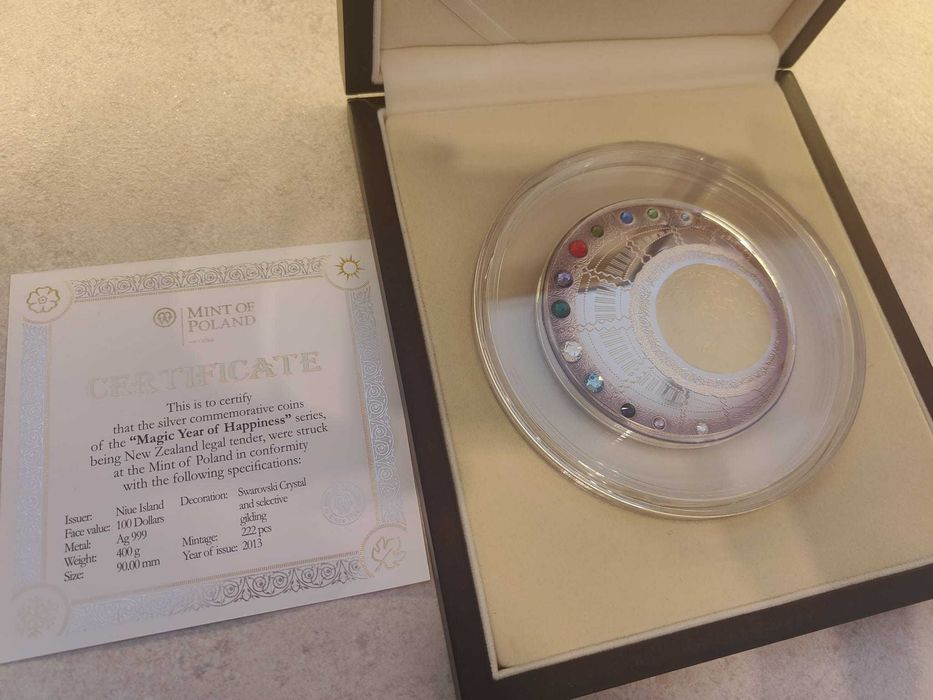 MINT OF
POLAND
CERTIFICATE
This is to certify
that the silver commemorative coins
of the “Magic Year of Happiness” series,
being New Zealand legal tender, were struck
at the Mint of Poland in conformity
with the following specifications:
Issuer: Niue Island
Face value: 100 Dollars
Metal: Ag 999
Weight: 400 g
Size: 90.00 mm
Decoration: Swarovski Crystal
and selective
gilding
Mintage: 222 pcs
Year of issue: 2013